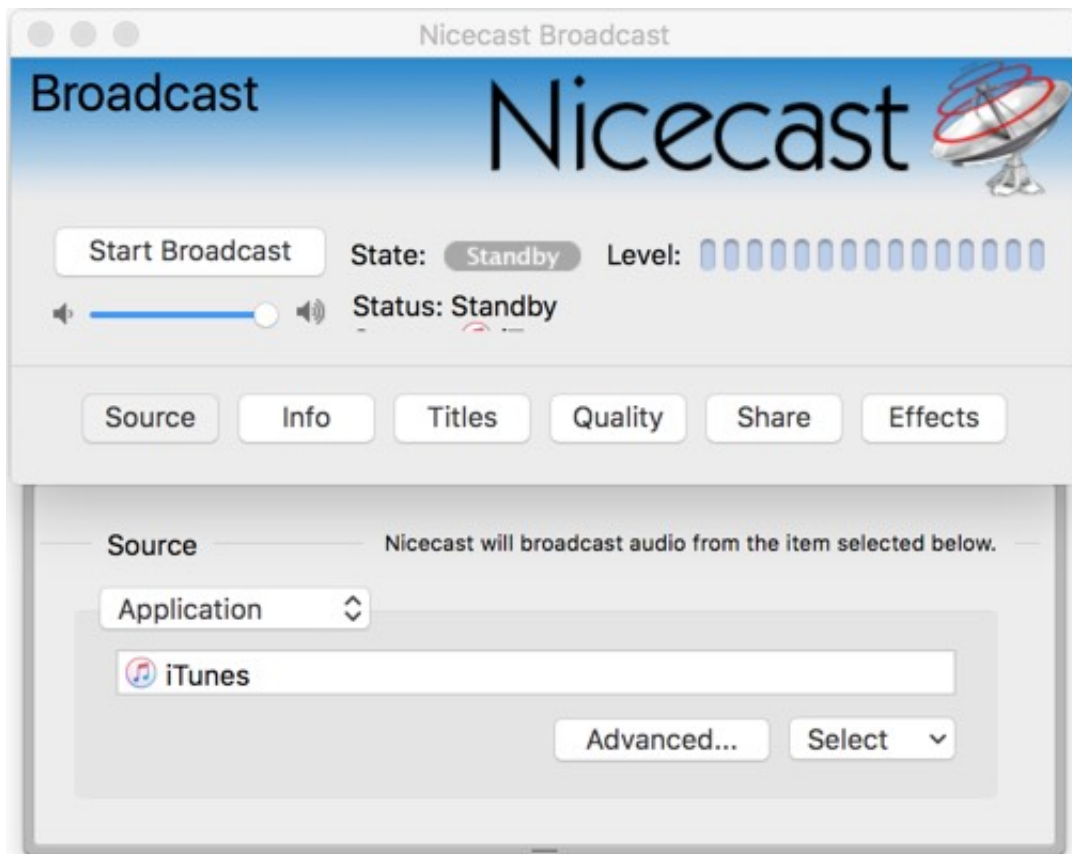 Nicecast Broadcast
Broadcast
Nicecast
Start Broadcast State: Standby Level:
Status: Standby
Source Info Titles Quality Share Effects
Source Nicecast will broadcast audio from the item selected below.
Application
iTunes
Advanced... Select